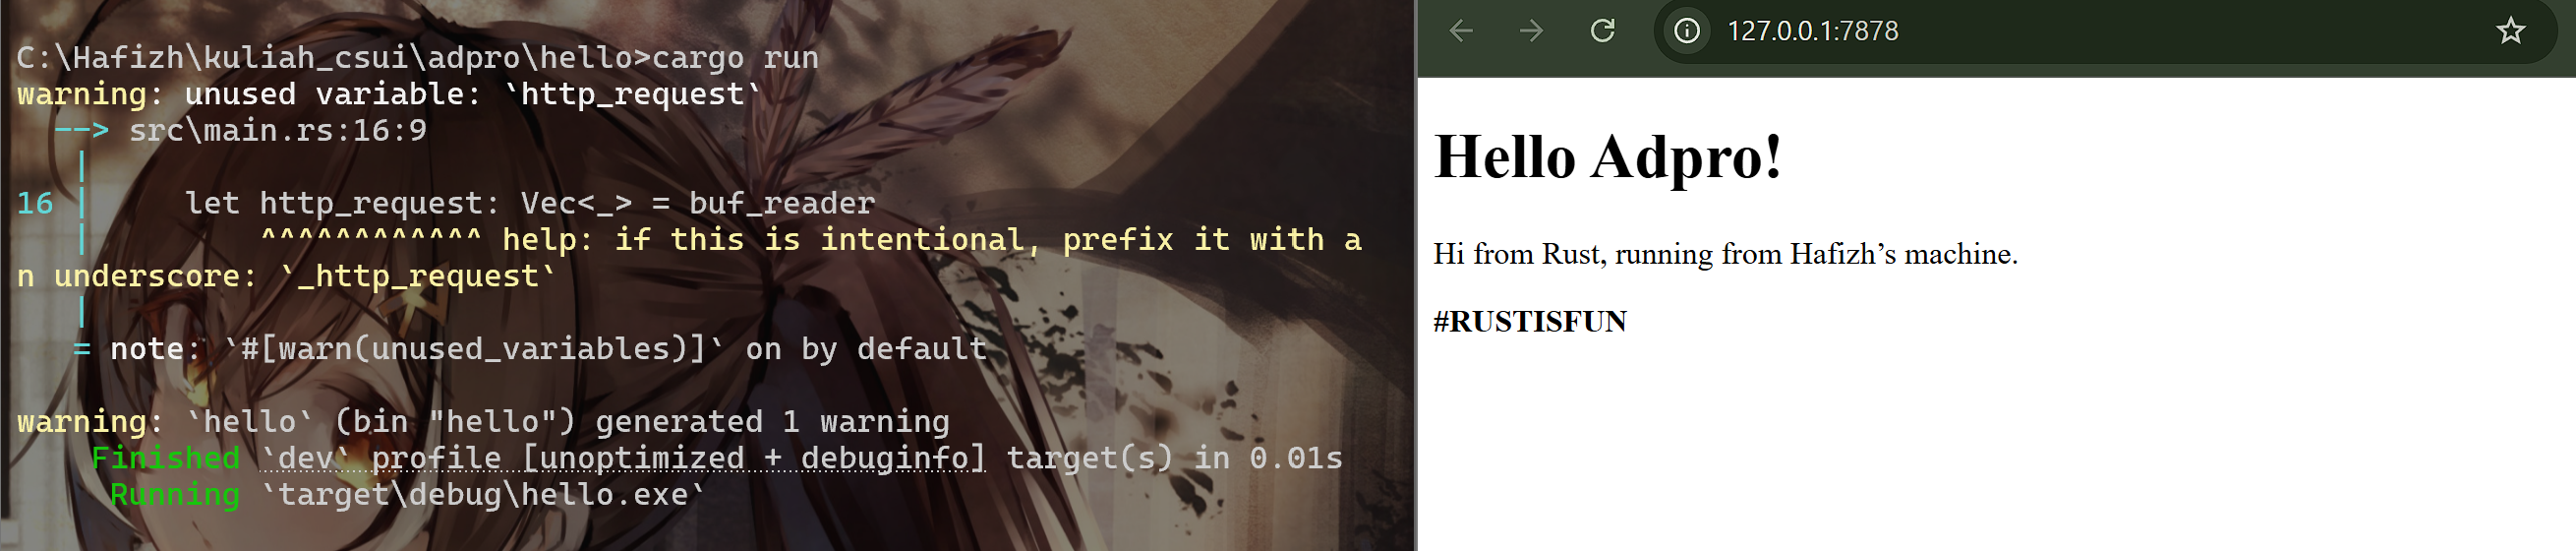 C:\Hafizh\kuliah_csui\adpro\hello>cargo run
warning: unused variable: `http_request`
  --> src\main.rs:16:9
   |
16 |     let http_request: Vec<_> = buf_reader
   |         ^^^^^^^^^^^^ help: if this is intentional, prefix it with a
n underscore: `_http_request`
   |
   = note: `#[warn(unused_variables)]` on by default
warning: `hello` (bin "hello") generated 1 warning
    Finished `dev` profile [unoptimized + debuginfo] target(s) in 0.01s
     Running `target\debug\hello.exe`
127.0.0.1:7878
Hello Adpro!
Hi from Rust, running from Hafizh’s machine.
#RUSTISFUN